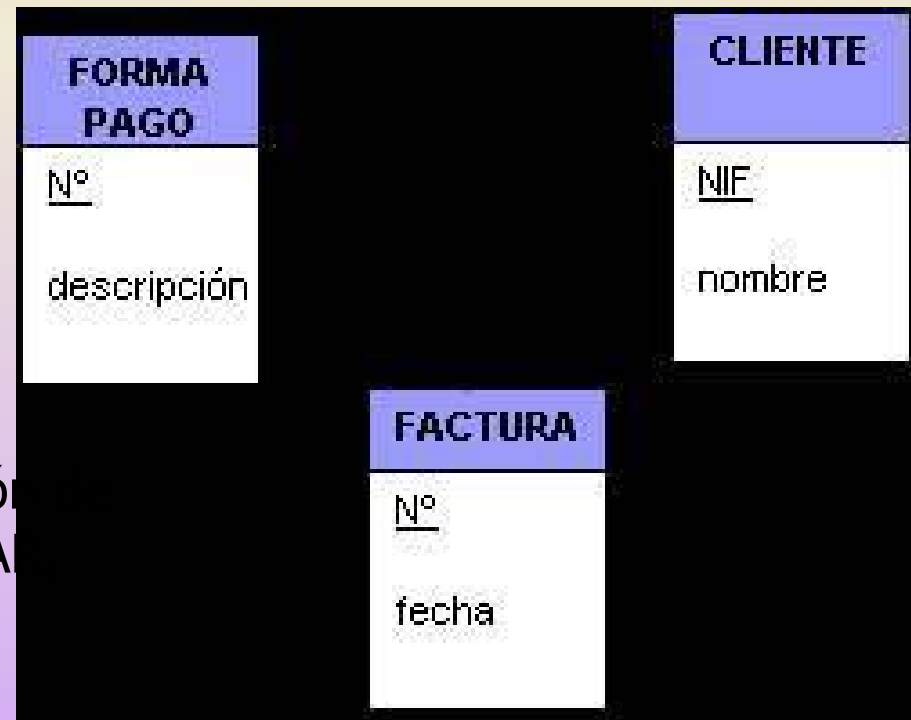 FORMA
PAGO
Nº
descripción
CLIENTE
NIF
nombre
FACTURA
Nº
fecha